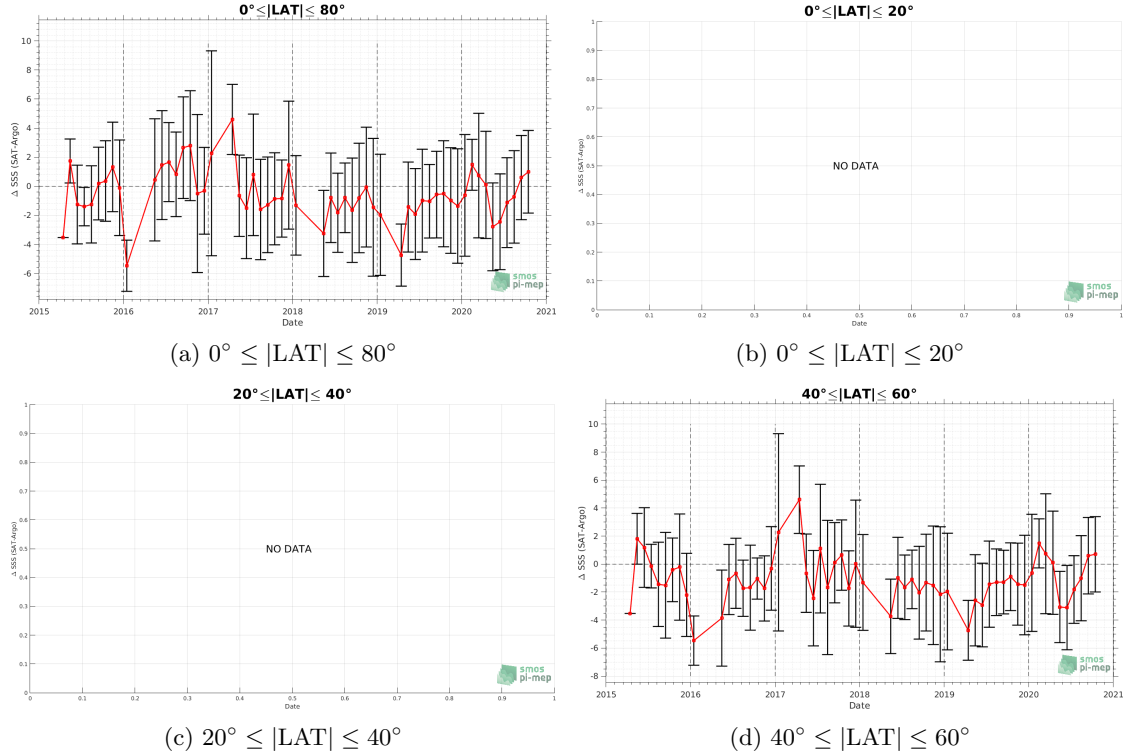 0°≤|LAT|≤ 80°
Δ SSS (SAT-Argo)
10
8
6
4
2
0
-2
-4
-6
2015 2016 2017 2018 2019 2020 2021
Date
smos
pi-mep
(a) 0° ≤ |LAT| ≤ 80°
0°≤|LAT|≤ 20°
Δ SSS (SAT-Argo)
1
0.9
0.8
0.7
0.6
0.5
0.4
0.3
0.2
0.1
0
NO DATA
0 0.1 0.2 0.3 0.4 0.5 0.6 0.7 0.8 0.9 1
Date
smos
pi-mep
(b) 0° ≤ |LAT| ≤ 20°
20°≤|LAT|≤ 40°
Δ SSS (SAT-Argo)
1
0.9
0.8
0.7
0.6
0.5
0.4
0.3
0.2
0.1
0
NO DATA
0 0.1 0.2 0.3 0.4 0.5 0.6 0.7 0.8 0.9 1
Date
smos
pi-mep
(c) 20° ≤ |LAT| ≤ 40°
40°≤|LAT|≤ 60°
Δ SSS (SAT-Argo)
10
8
6
4
2
0
-2
-4
-6
-8
2015 2016 2017 2018 2019 2020 2021
Date
smos
pi-mep
(d) 40° ≤ |LAT| ≤ 60°